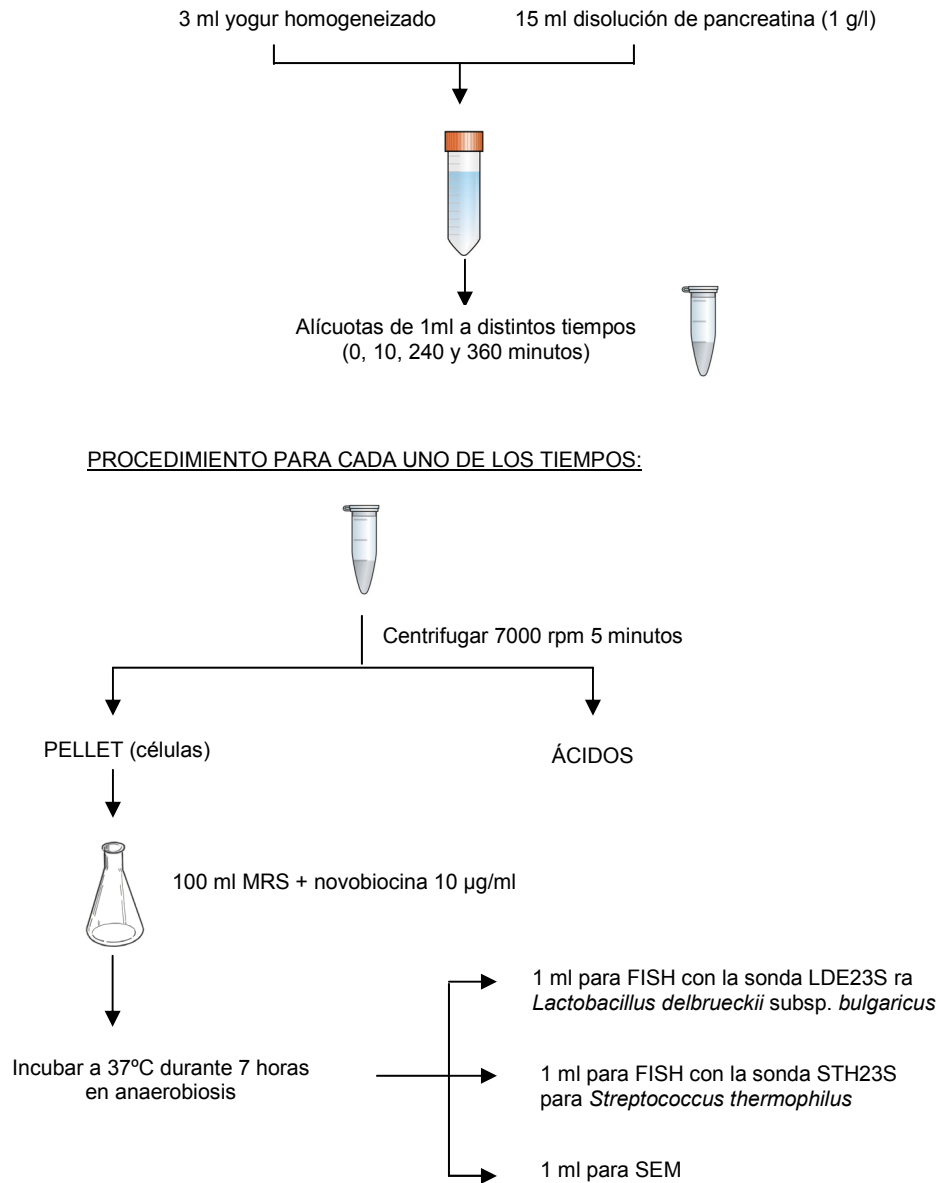 3 ml yogur homogeneizado
15 ml disolución de pancreatina (1 g/l)
Alícuotas de 1ml a distintos tiempos
(0, 10, 240 y 360 minutos)
PROCEDIMIENTO PARA CADA UNO DE LOS TIEMPOS:
Centrifugar 7000 rpm 5 minutos
PELLET (células)
ÁCIDOS
100 ml MRS + novobiocina 10 µg/ml
1 ml para FISH con la sonda LDE23S ra
Lactobacillus delbrueckii subsp. bulgaricus
Incubar a 37ºC durante 7 horas
en anaerobiosis
1 ml para FISH con la sonda STH23S
para Streptococcus thermophilus
1 ml para SEM